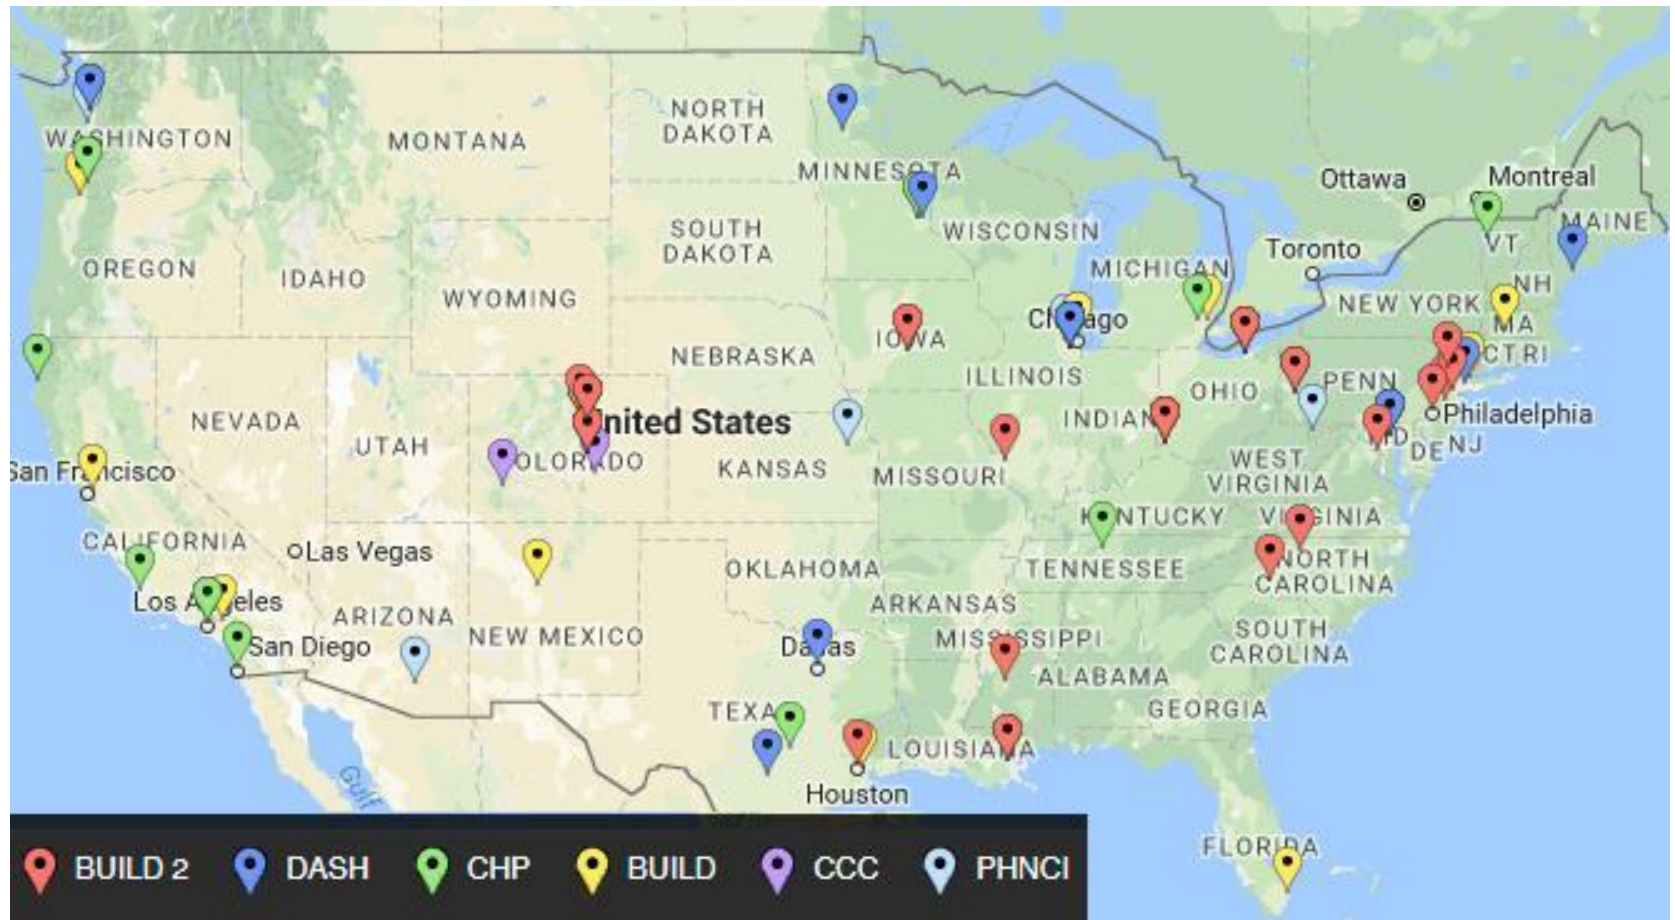 WASHINGTON
MONTANA
NORTH
DAKOTA
MINNESOTA
Ottawa
Montreal
MAINE
VT
OREGON
IDAHO
WYOMING
SOUTH
DAKOTA
WISCONSIN
MICHIGAN
Toronto
NEW YORK
NH
MA
CT RI
NEBRASKA
IOWA
Chicago
ILLINOIS
INDIAN
OHIO
PENN
Philadelphia
MD
DE
NJ
NEVADA
UTAH
United States
COLORADO
KANSAS
MISSOURI
WEST
VIRGINIA
KENTUCKY
VIRGINIA
San Francisco
CALIFORNIA
Las Vegas
OKLAHOMA
TENNESSEE
NORTH
CAROLINA
Los Angeles
ARIZONA
NEW MEXICO
ARKANSAS
San Diego
Dallas
MISSISSIPPI
SOUTH
CAROLINA
ALABAMA
GEORGIA
TEXA
LOUISIANA
Houston
Gulf
FLORIDA
BUILD 2
DASH
CHP
BUILD
CCC
PHNCI